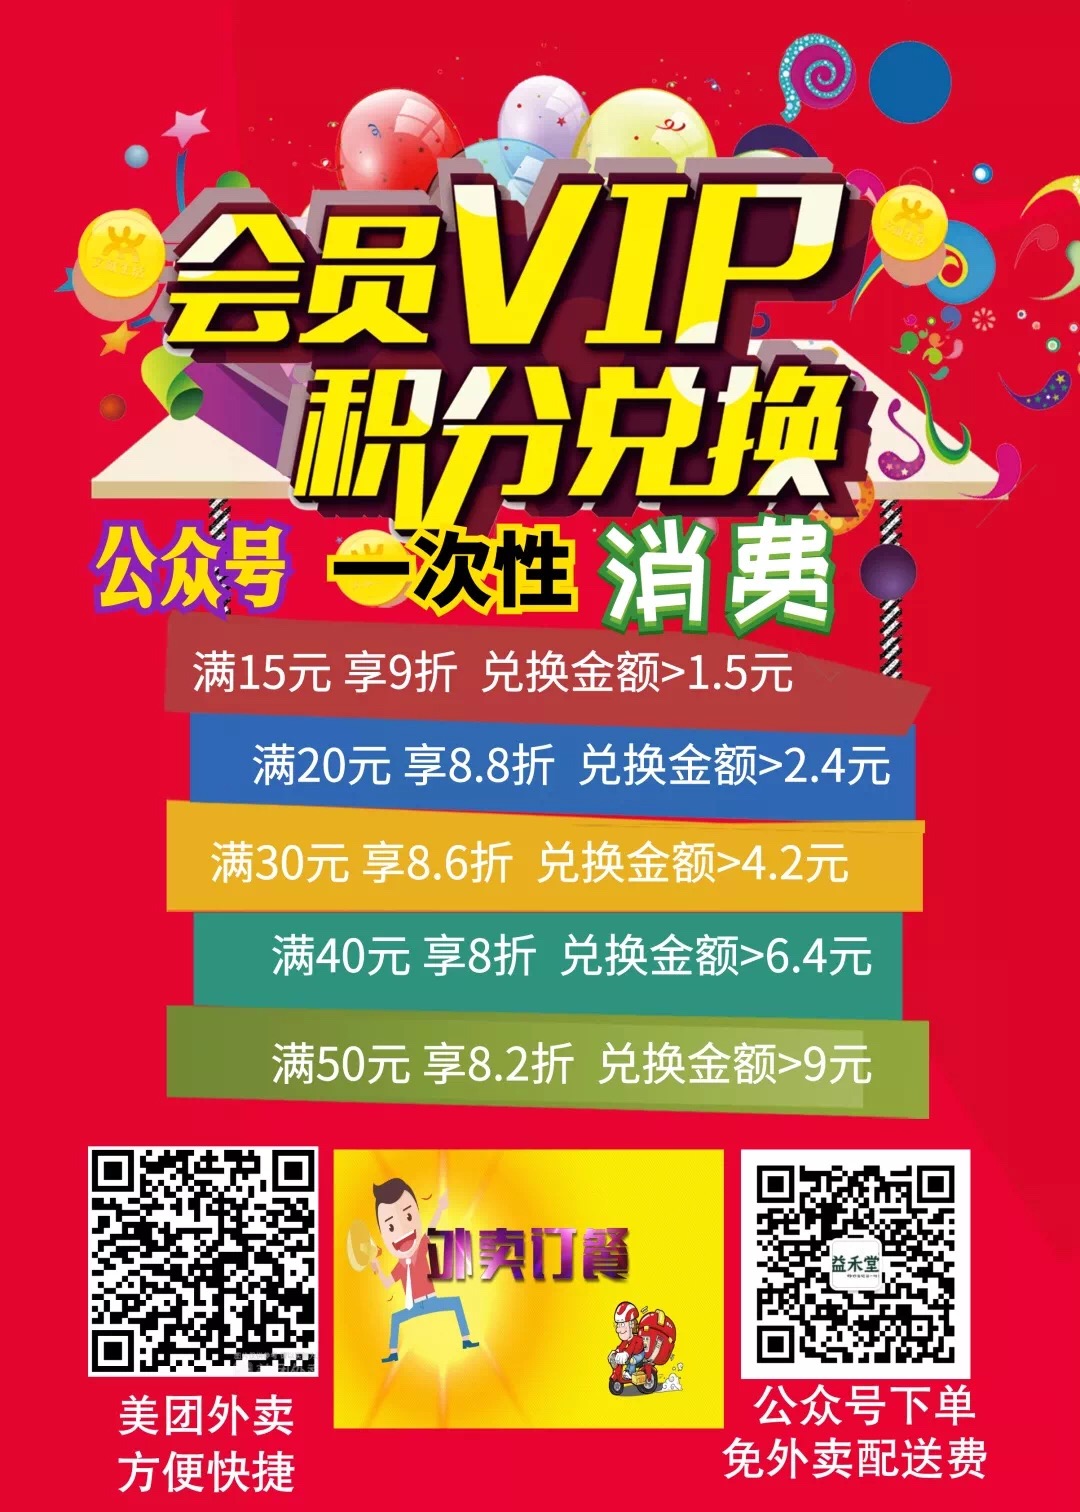 会员VIP
积分兑换
公众号 一次性 消费
满15元 享9折 兑换金额>1.5元
满20元 享8.8折 兑换金额>2.4元
满30元 享8.6折 兑换金额>4.2元
满40元 享8折 兑换金额>6.4元
满50元 享8.2折 兑换金额>9元
外卖订餐
益禾堂
美团外卖
方便快捷
公众号下单
免外卖配送费